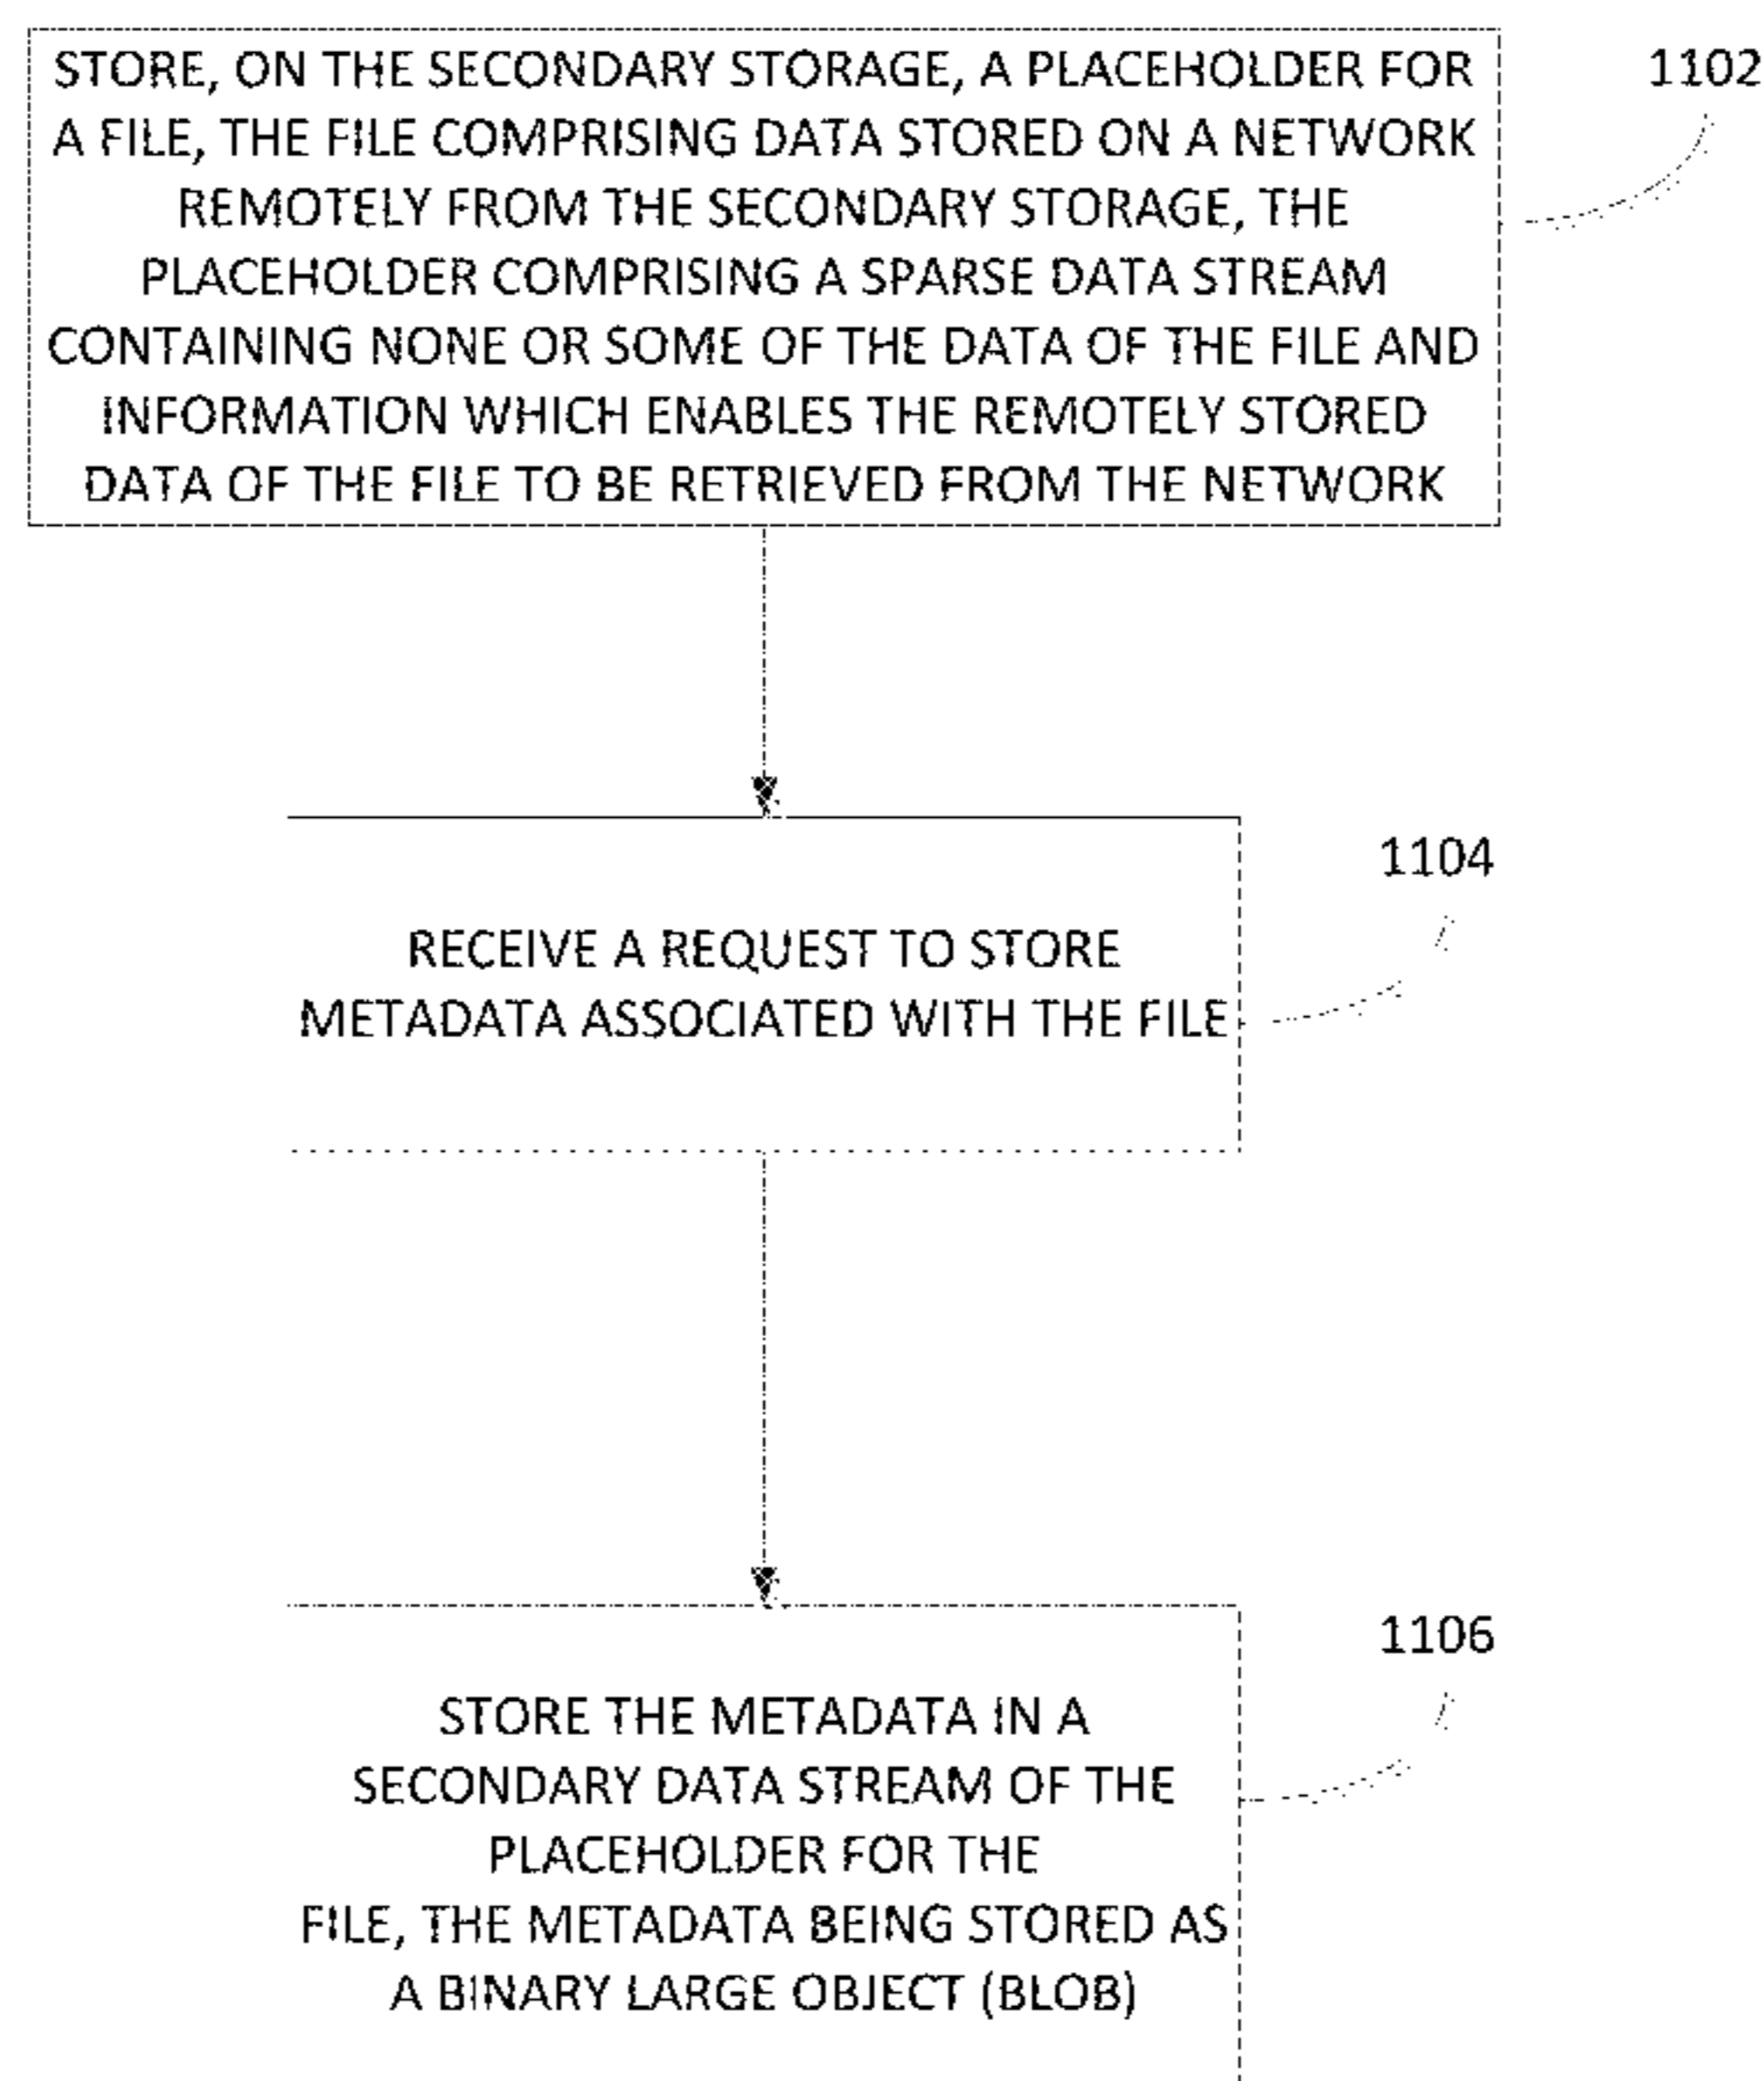 STORE, ON THE SECONDARY STORAGE, A PLACEHOLDER FOR
A FILE, THE FILE COMPRISING DATA STORED ON A NETWORK
REMOTELY FROM THE SECONDARY STORAGE, THE
PLACEHOLDER COMPRISING A SPARSE DATA STREAM
CONTAINING NONE OR SOME OF THE DATA OF THE FILE AND
INFORMATION WHICH ENABLES THE REMOTELY STORED
DATA OF THE FILE TO BE RETRIEVED FROM THE NETWORK
1102
RECEIVE A REQUEST TO STORE
METADATA ASSOCIATED WITH THE FILE
1104
STORE THE METADATA IN A
SECONDARY DATA STREAM OF THE
PLACEHOLDER FOR THE
FILE, THE METADATA BEING STORED AS
A BINARY LARGE OBJECT (BLOB)
1106